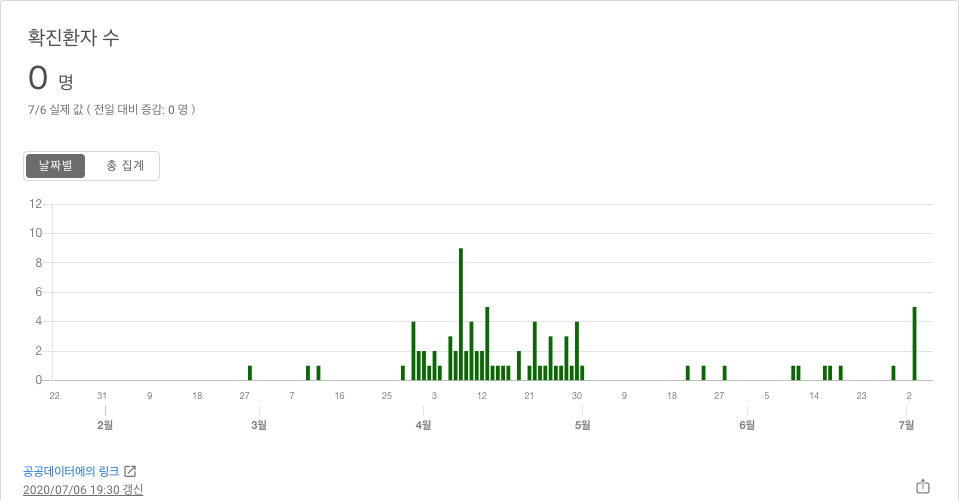 확진환자 수
0 명
7/6 실제 값 ( 전일 대비 증감: 0 명 )
날짜별 총 집계
12
10
8
6
4
2
0
22 31 9 18 27 7 16 25 3 12 21 30 9 18 27 5 14 23 2
2월 3월 4월 5월 6월 7월
공공데이터에의 링크
2020/07/06 19:30 갱신